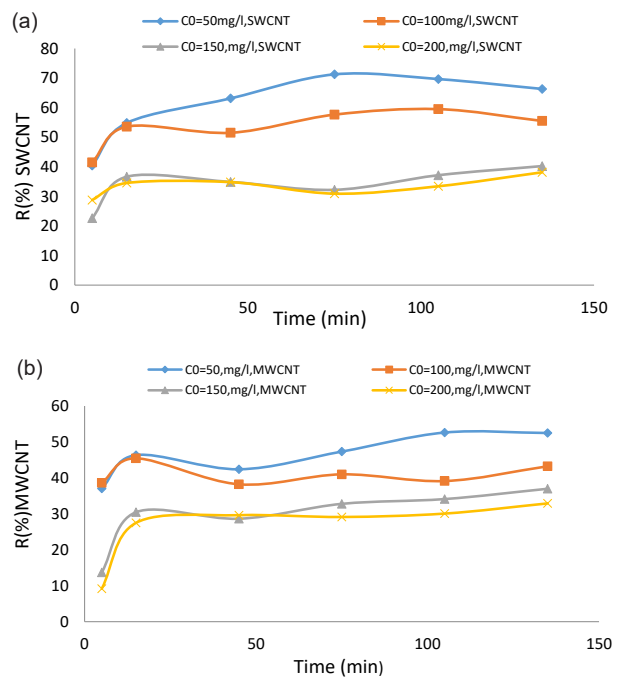 (a)
C0=50mg/l,SWCNT
C0=100mg/l,SWCNT
C0=150,mg/l,SWCNT
C0=200,mg/l,SWCNT
R(%) SWCNT
80
70
60
50
40
30
20
10
0
0 50 100 150
Time (min)
(b)
C0=50,mg/l,MWCNT
C0=100,mg/l,MWCNT
C0=150,mg/l,MWCNT
C0=200,mg/l,MWCNT
R(%)MWCNT
60
50
40
30
20
10
0
0 50 100 150
Time (min)